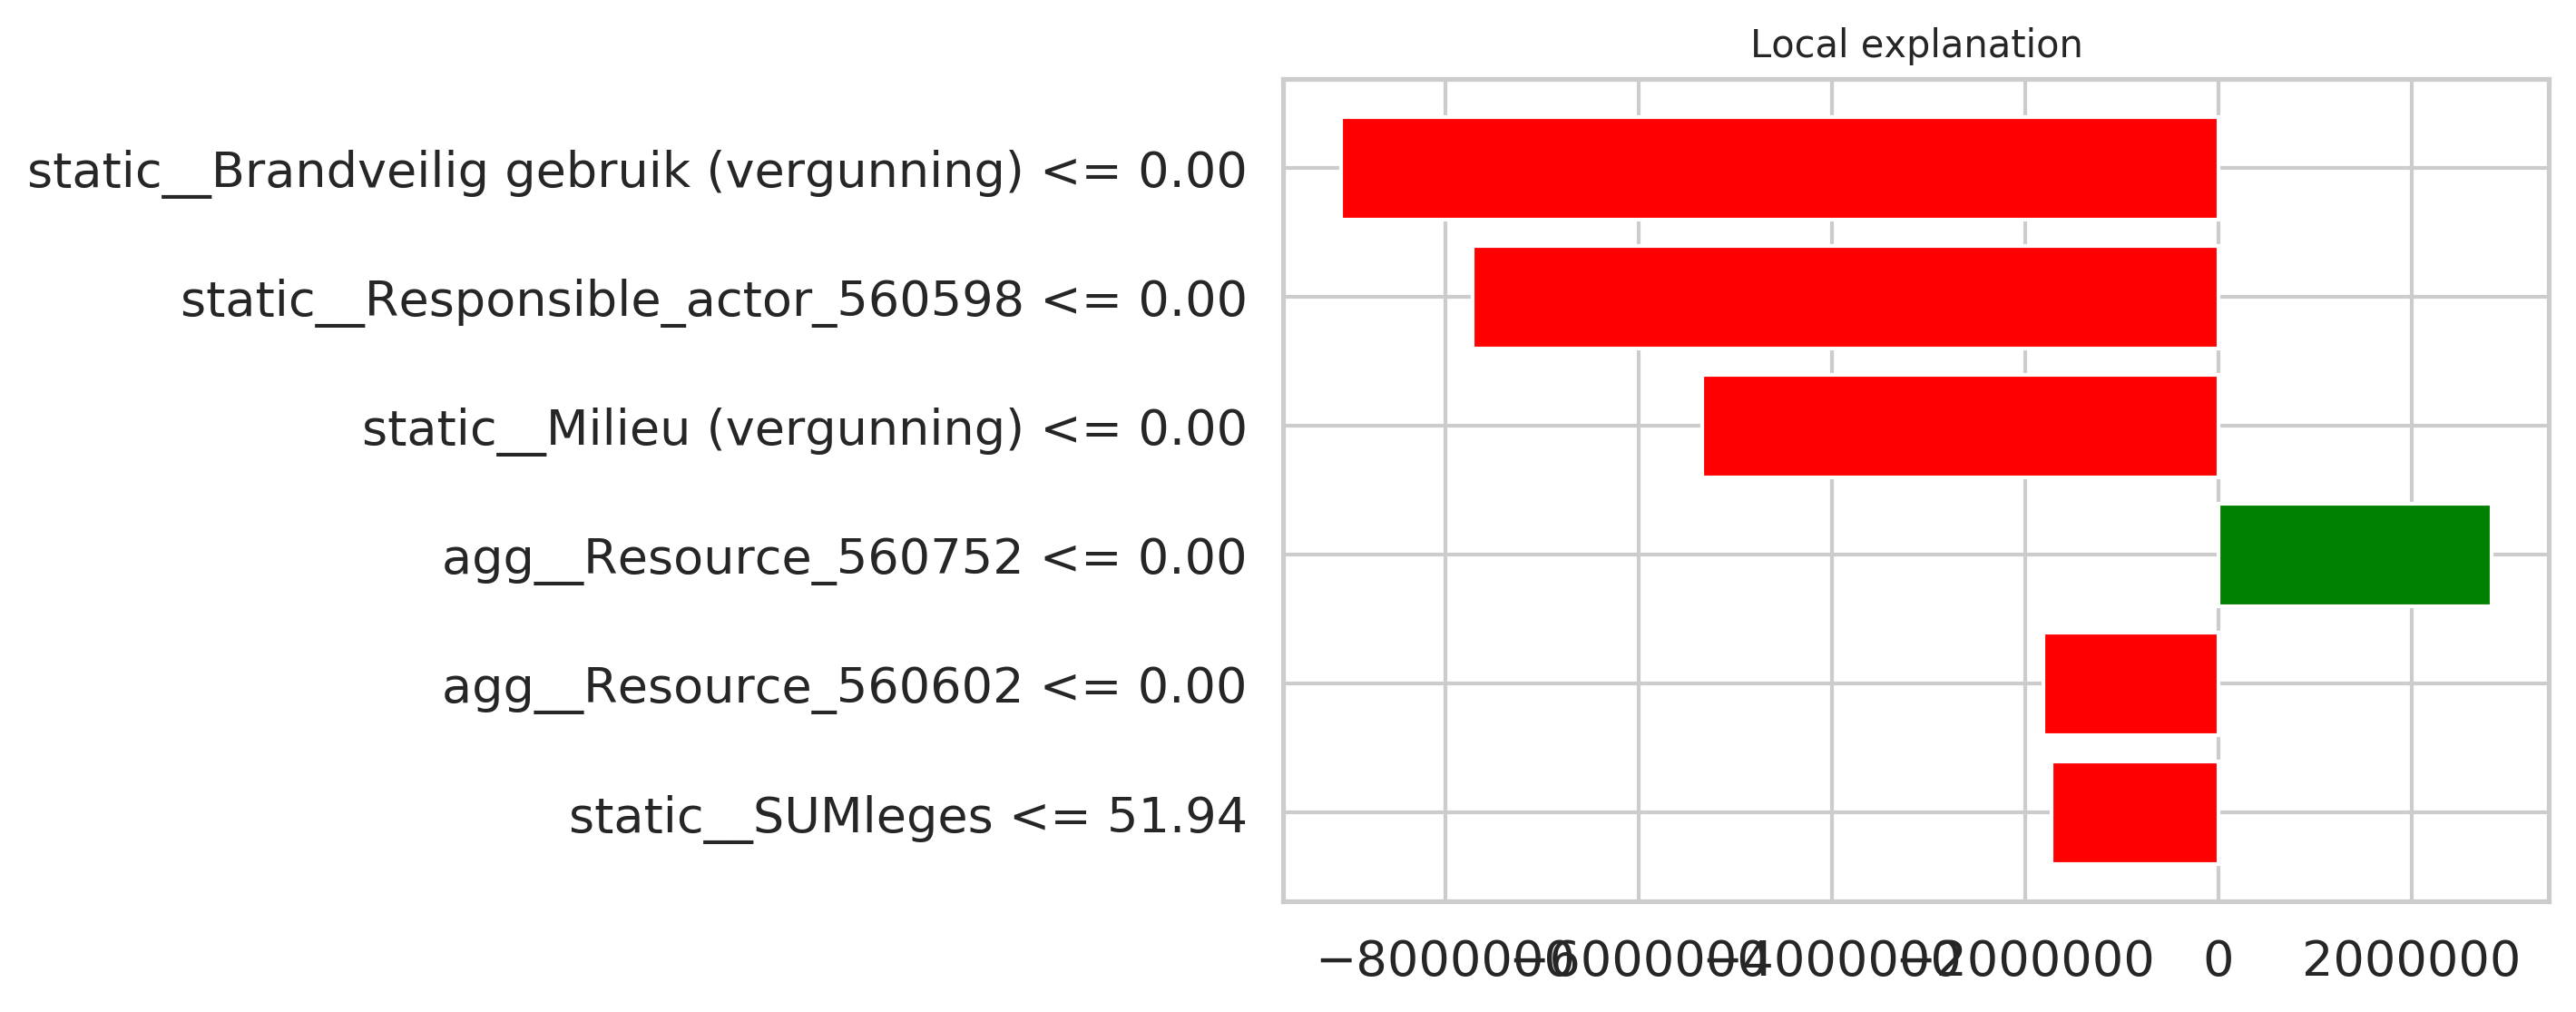 Local explanation
static__Brandveilig gebruik (vergunning) <= 0.00
static__Responsible_actor_560598 <= 0.00
static__Milieu (vergunning) <= 0.00
agg__Resource_560752 <= 0.00
agg__Resource_560602 <= 0.00
static__SUMleges <= 51.94
−8000000 −6000000 −4000000 −2000000 0 2000000